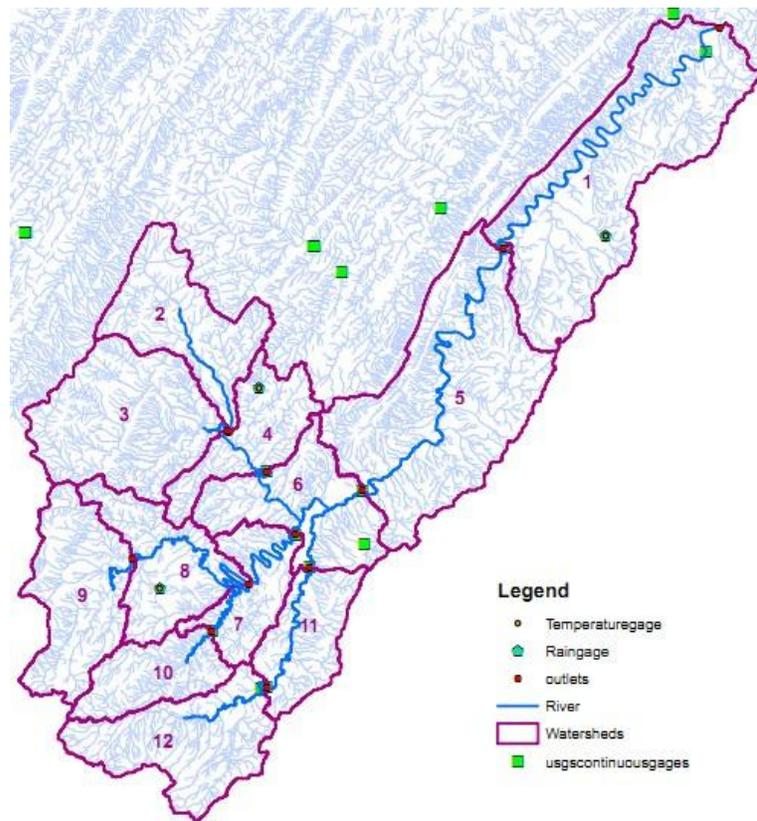 1
2
3
4
5
6
7
8
9
10
11
12
Legend
Temperaturegage
Raingage
outlets
River
Watersheds
usgscontinuousgages